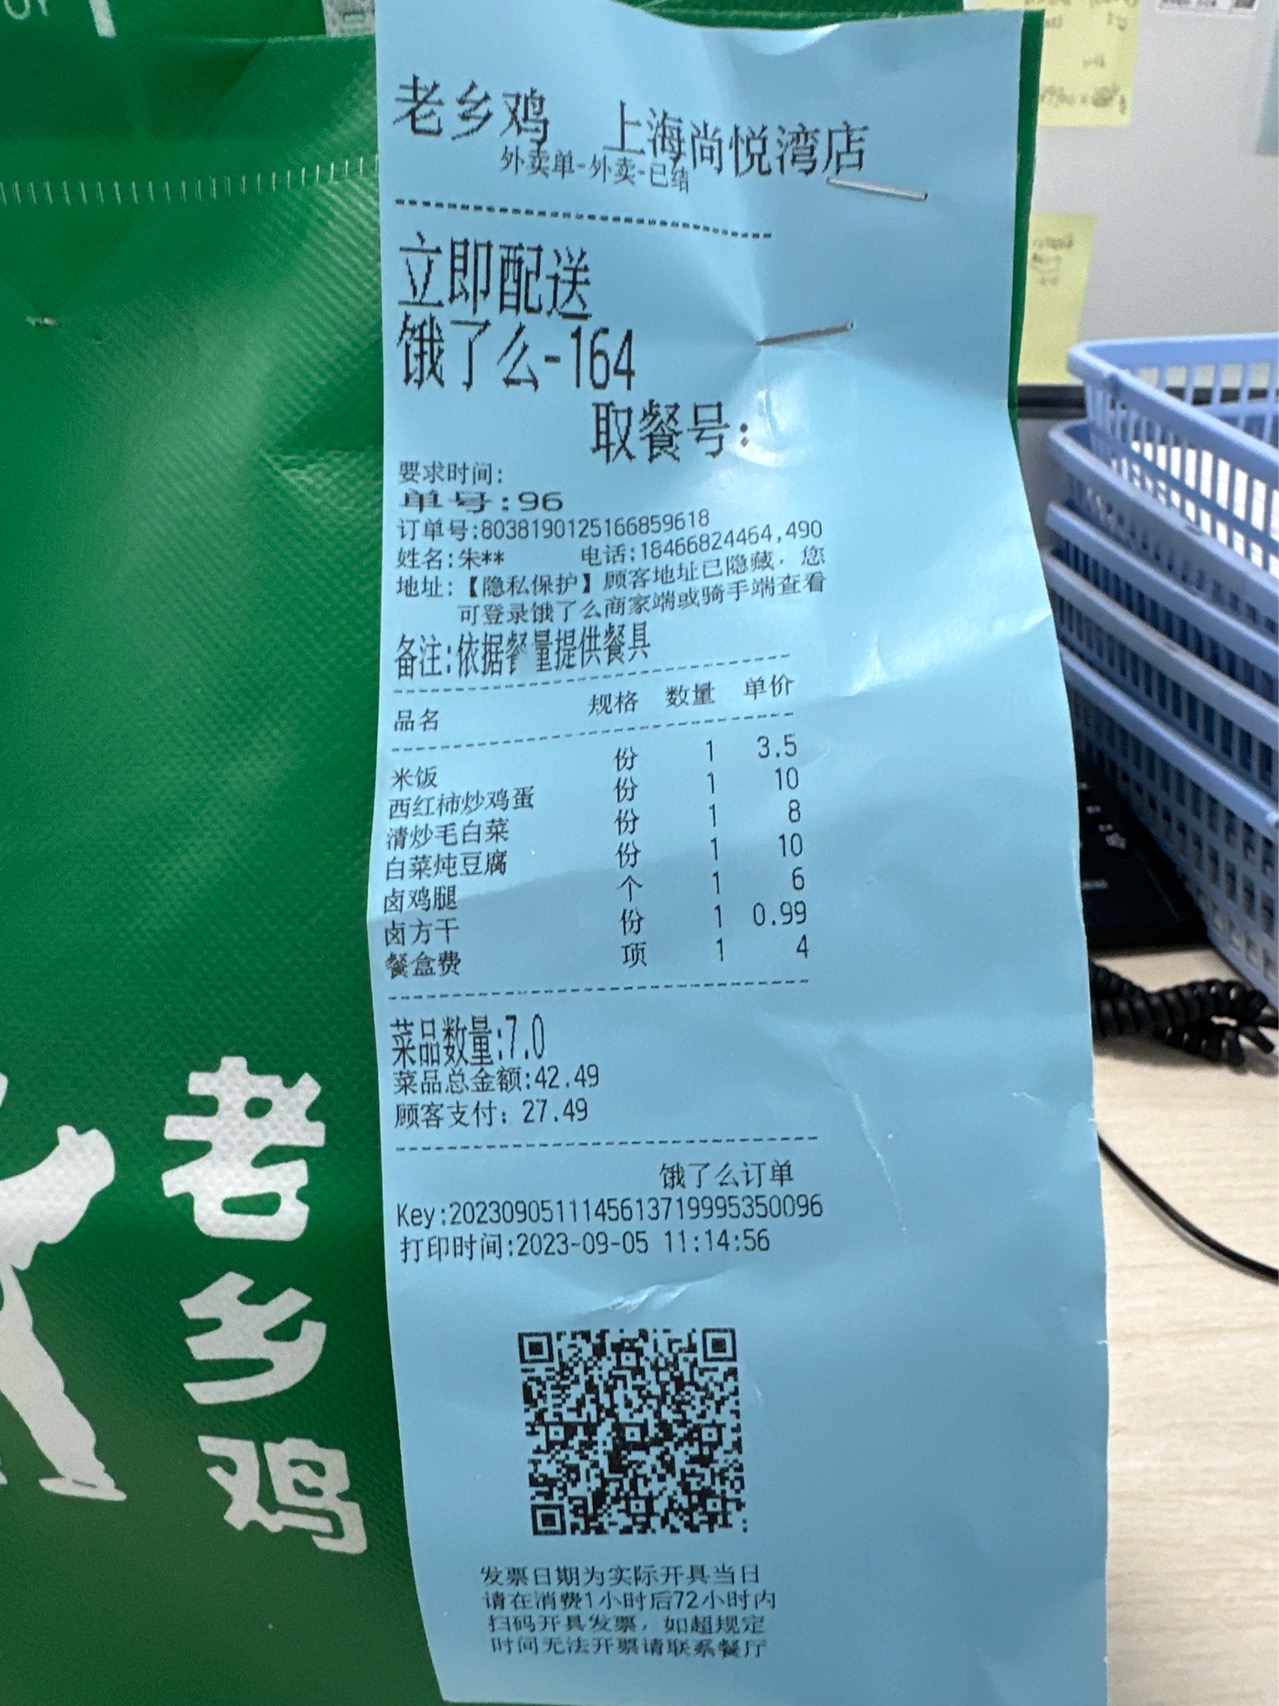 老乡鸡 上海尚悦湾店
外卖单-外卖-已结
立即配送
饿了么-164
取餐号:
要求时间:
单号:96
订单号:8038190125166859618
姓名:朱** 电话:18466824464,490
地址:【隐私保护】顾客地址已隐藏，您
可登录饿了么商家端或骑手端查看
备注:依据餐量提供餐具
品名 规格 数量 单价
米饭 份 1 3.5
西红柿炒鸡蛋 份 1 10
清炒毛白菜 份 1 8
白菜炖豆腐 份 1 10
卤鸡腿 个 1 6
卤方干 份 1 0.99
餐盒费 项 1 4
菜品数量:7.0
菜品总金额:42.49
顾客支付: 27.49
饿了么订单
Key:2023090511145613719995350096
打印时间:2023-09-05 11:14:56
发票日期为实际开具当日
请在消费1小时后72小时内
扫码开具发票，如超规定
时间无法开票请联系餐厅
老乡鸡